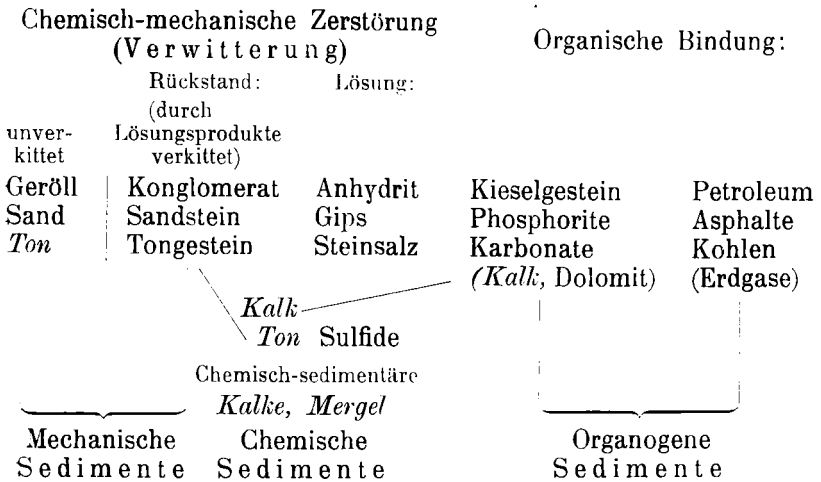 Chemisch-mechanische Zerstörung
(Verwitterung)
Organische Bindung:
Rückstand: Lösung:
(durch
unver- Lösungsprodukte
kittet verkittet)
Geröll Konglomerat Anhydrit Kieselgestein Petroleum
Sand Sandstein Gips Phosphorite Asphalte
Ton Tongestein Steinsalz Karbonate Kohlen
(Kalk, Dolomit) (Erdgase)
Kalk
Ton Sulfide
Chemisch-sedimentäre
Kalke, Mergel
Mechanische Chemische Organogene
Sedimente Sedimente Sedimente